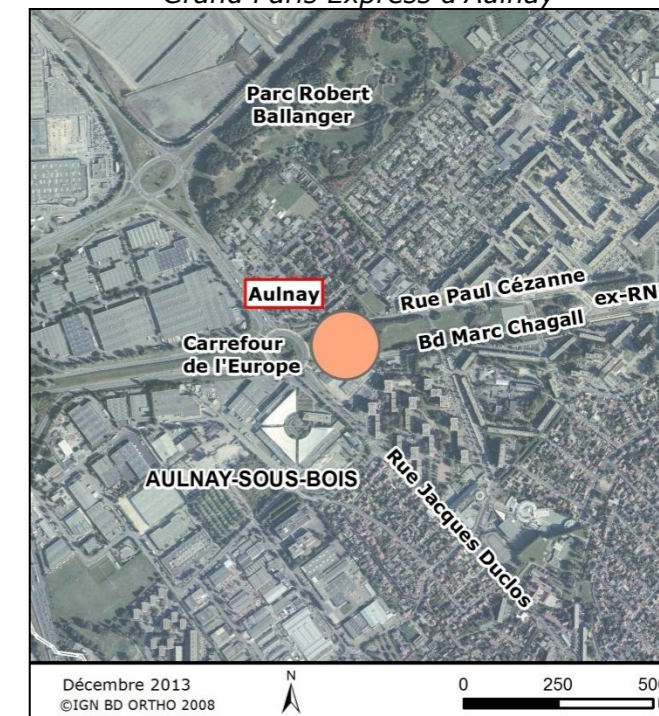 Grand Paris Express d'Aulnay
Parc Robert
Ballanger
Aulnay
Rue Paul Cézanne
ex-RN
Bd Marc Chagall
Carrefour
de l'Europe
AULNAY-SOUS-BOIS
Rue Jacques Duclos
Décembre 2013
©IGN BD ORTHO 2008
N
0 250 500